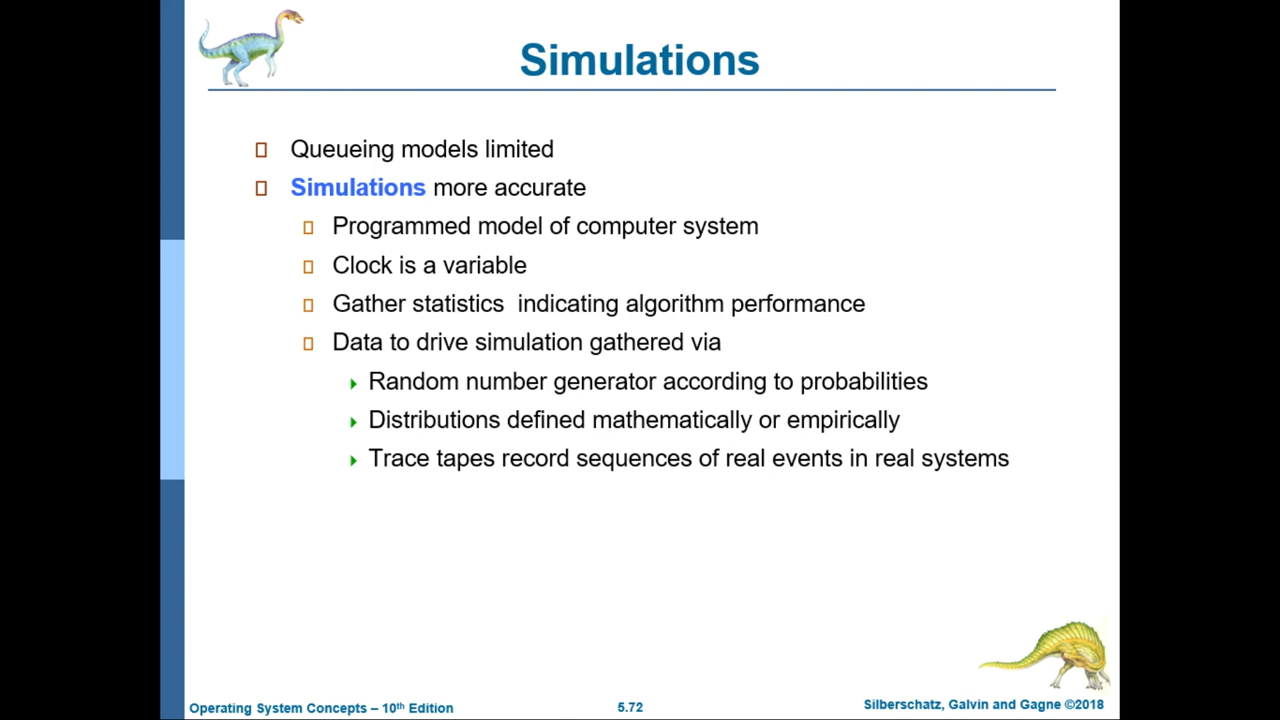 Simulations
Queueing models limited
Simulations more accurate
Programmed model of computer system
Clock is a variable
Gather statistics  indicating algorithm performance
Data to drive simulation gathered via
Random number generator according to probabilities
Distributions defined mathematically or empirically
Trace tapes record sequences of real events in real systems
Operating System Concepts – 10th Edition
5.72
Silberschatz, Galvin and Gagne ©2018